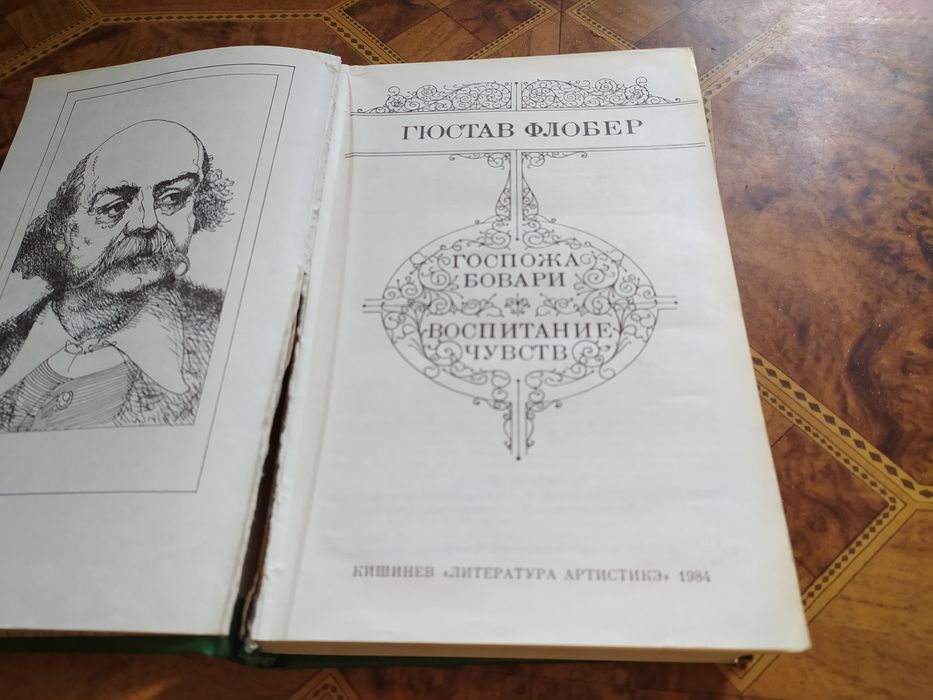 ГЮСТАВ ФЛОБЕР
ГОСПОЖА
БОВАРИ
ВОСПИТАНИЕ
ЧУВСТВ
КИШИНЕВ «ЛИТЕРАТУРА АРТИСТИКЭ» 1984